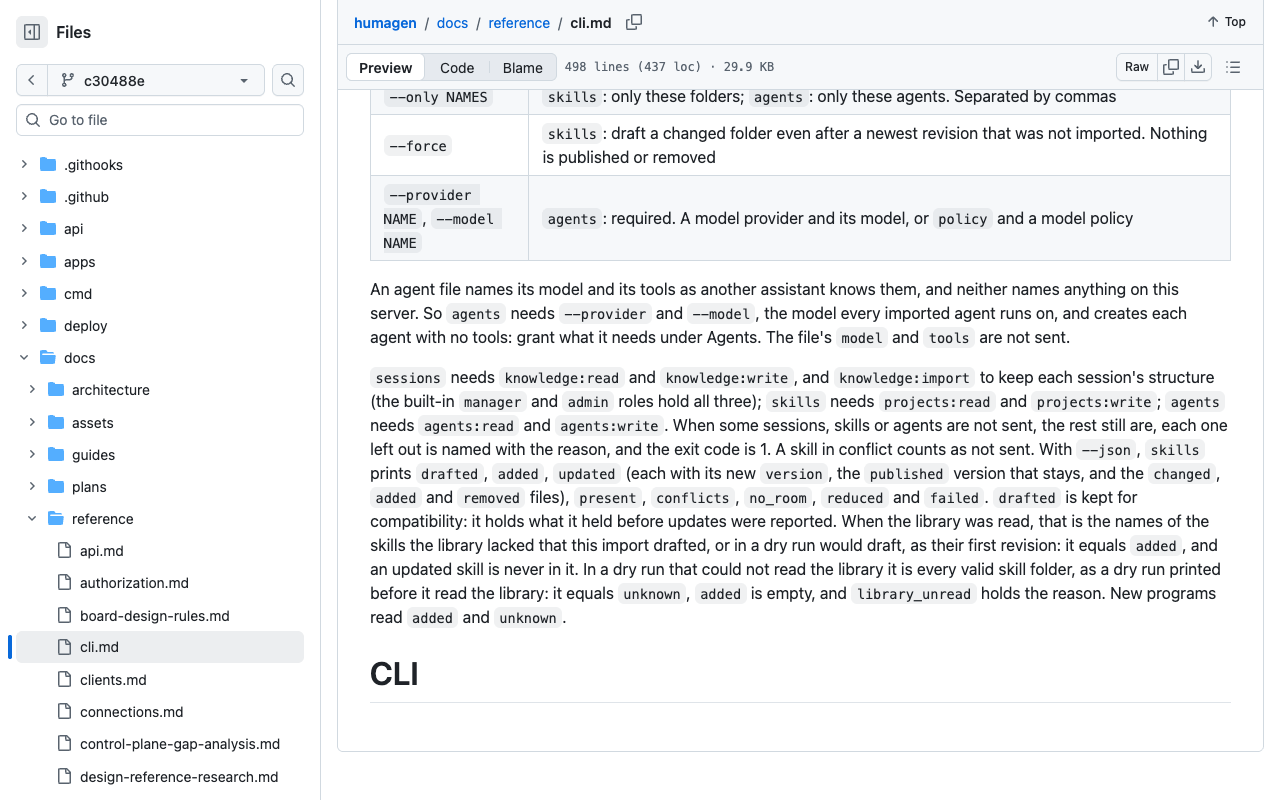 Files
c30488e
Go to file
.githooks
.github
api
apps
cmd
deploy
docs
architecture
assets
guides
plans
reference
api.md
authorization.md
board-design-rules.md
cli.md
clients.md
connections.md
control-plane-gap-analysis.md
design-reference-research.md
humagen / docs / reference / cli.md
Top
Preview Code Blame 498 lines (437 loc) · 29.9 KB
Raw
--only NAMES skills : only these folders; agents : only these agents. Separated by commas
--force skills : draft a changed folder even after a newest revision that was not imported. Nothing
is published or removed
--provider
NAME , --model
NAME
agents : required. A model provider and its model, or policy and a model policy
An agent file names its model and its tools as another assistant knows them, and neither names anything on this
server. So agents needs --provider and --model , the model every imported agent runs on, and creates each
agent with no tools: grant what it needs under Agents. The file's model and tools are not sent.
sessions needs knowledge:read and knowledge:write , and knowledge:import to keep each session's structure
(the built-in manager and admin roles hold all three); skills needs projects:read and projects:write ; agents
needs agents:read and agents:write . When some sessions, skills or agents are not sent, the rest still are, each one
left out is named with the reason, and the exit code is 1. A skill in conflict counts as not sent. With --json , skills
prints drafted , added , updated (each with its new version , the published version that stays, and the changed ,
added and removed files), present , conflicts , no_room , reduced and failed . drafted is kept for
compatibility: it holds what it held before updates were reported. When the library was read, that is the names of the
skills the library lacked that this import drafted, or in a dry run would draft, as their first revision: it equals added , and
an updated skill is never in it. In a dry run that could not read the library it is every valid skill folder, as a dry run printed
before it read the library: it equals unknown , added is empty, and library_unread holds the reason. New programs
read added and unknown .
CLI